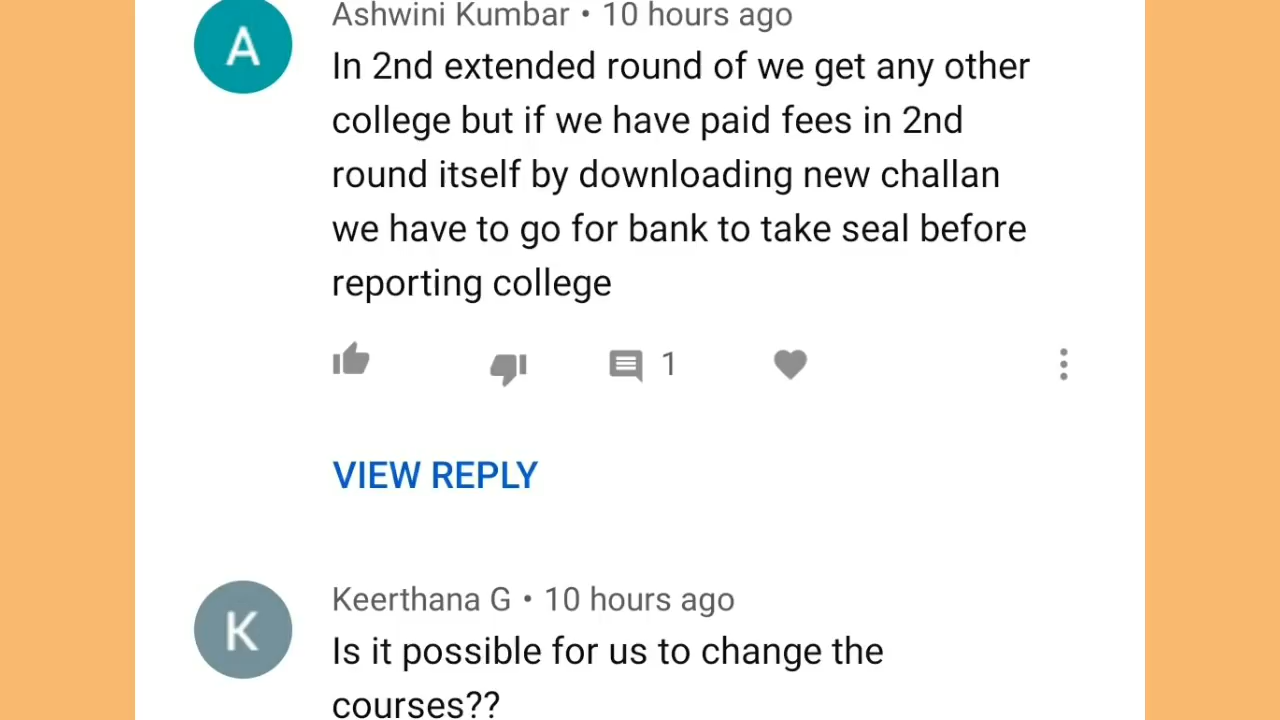 A
Ashwini Kumbar • 10 hours ago
In 2nd extended round of we get any other
college but if we have paid fees in 2nd
round itself by downloading new challan
we have to go for bank to take seal before
reporting college
1
VIEW REPLY
K
Keerthana G • 10 hours ago
Is it possible for us to change the
courses??